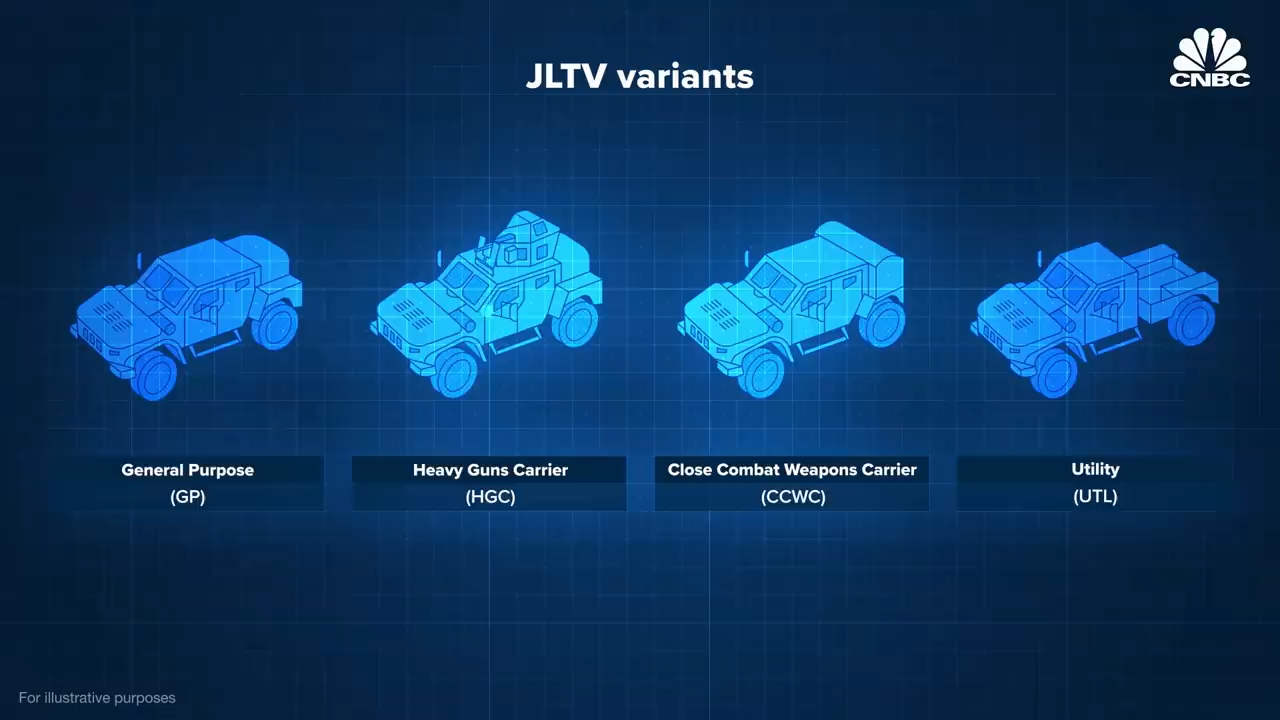 JLTV variants
CNBC
General Purpose
(GP)
Heavy Guns Carrier
(HGC)
Close Combat Weapons Carrier
(CCWC)
Utility
(UTL)
For illustrative purposes